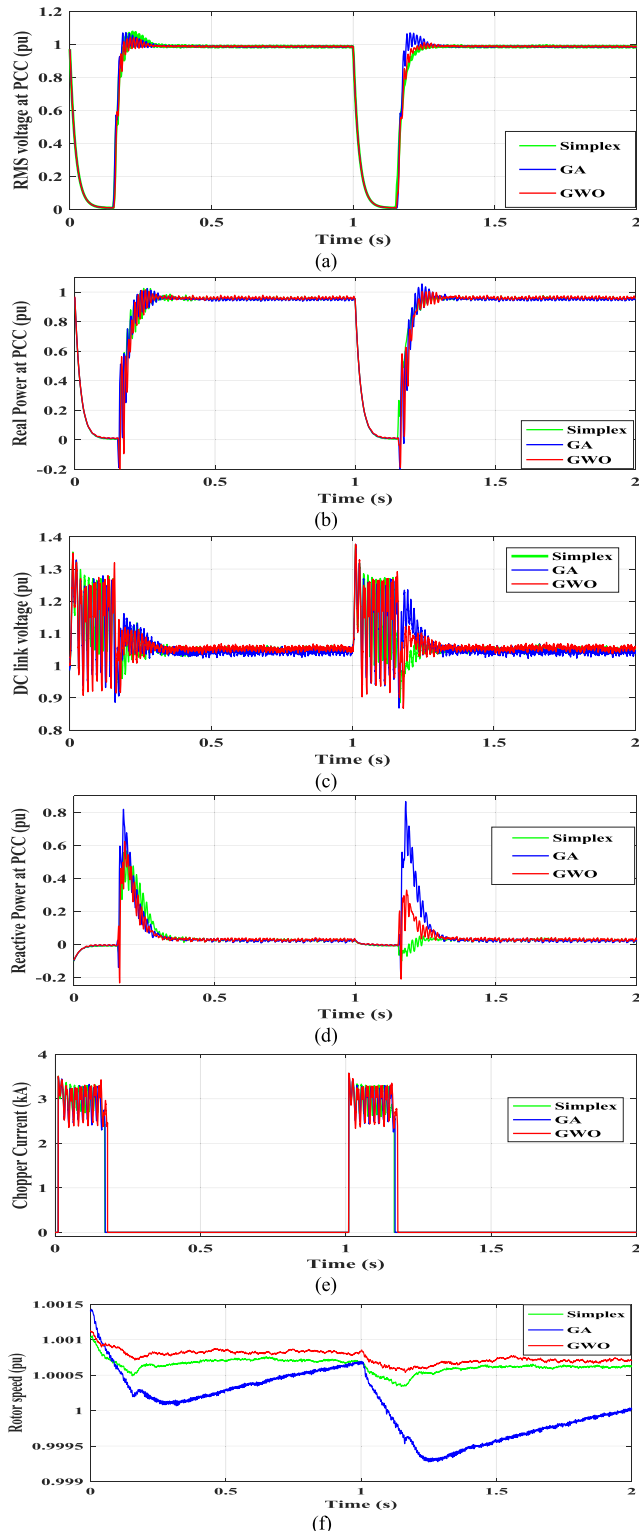 RMS voltage at PCC (pu)
1.2
1
0.8
0.6
0.4
0.2
0
Simplex
GA
GWO
0
0.5
1
1.5
2
Time (s)
(a)
Real Power at PCC (pu)
1
0.8
0.6
0.4
0.2
0
-0.2
Simplex
GA
GWO
0
0.5
1
1.5
2
Time (s)
(b)
DC link voltage (pu)
1.4
1.3
1.2
1.1
1
0.9
0.8
Simplex
GA
GWO
0
0.5
1
1.5
2
Time (s)
(c)
Reactive Power at PCC (pu)
0.8
0.6
0.4
0.2
0
-0.2
Simplex
GA
GWO
0
0.5
1
1.5
2
Time (s)
(d)
Chopper Current (kA)
4
3
2
1
0
Simplex
GA
GWO
0
0.5
1
1.5
2
Time (s)
(e)
Rotor speed (pu)
1.0015
1.001
1.0005
1
0.9995
0.999
Simplex
GA
GWO
0
0.5
1
1.5
2
Time (s)
(f)